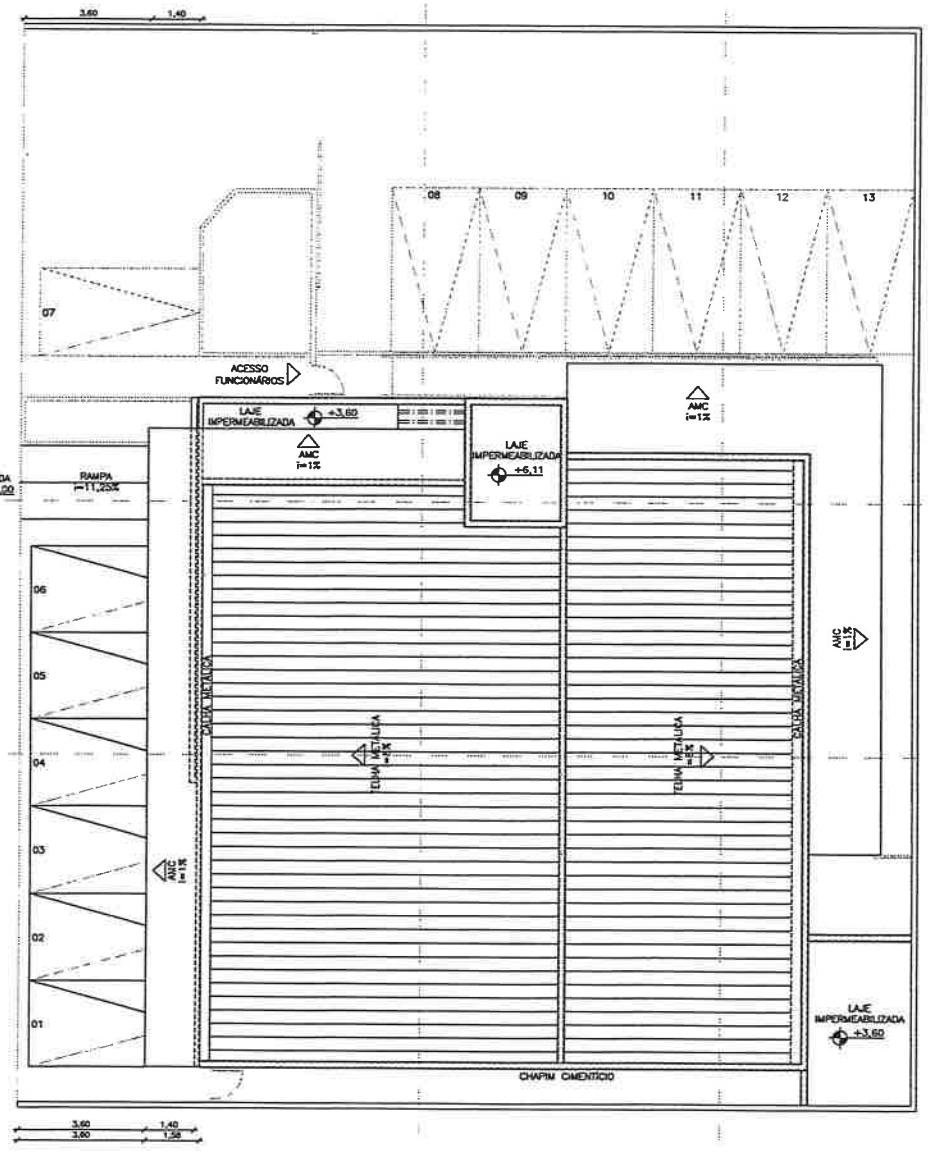 3,60
1,40
08
09
10
11
12
13
07
ACESSO
FUNCIONÁRIOS
LAJE
IMPERMEABILIZADA
+3,60
AMC
i=1%
AMC
i=1%
LAJE
IMPERMEABILIZADA
+6,11
RAMPA
i=11,25%
06
05
04
03
02
01
CALHA METÁLICA
TELHA METÁLICA
i=8%
TELHA METÁLICA
i=8%
CALHA METÁLICA
AMC
i=1%
AMC
i=1%
LAJE
IMPERMEABILIZADA
+3,60
CHAPIM CIMENTÍCIO
3,60
1,40
3,60
1,58